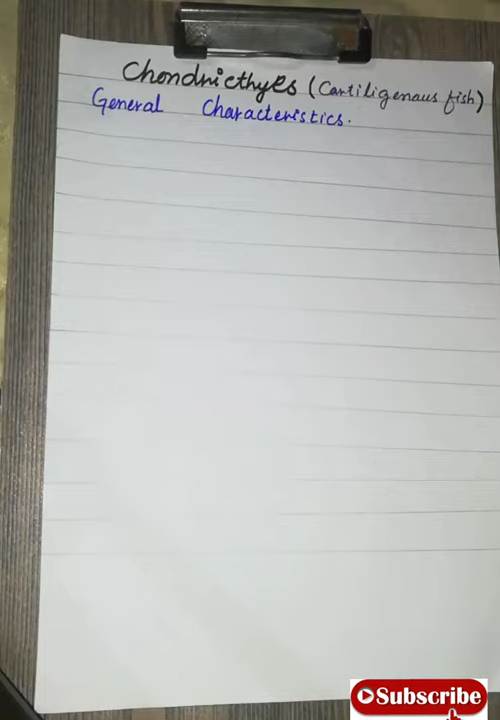 Chondricthyes (Cartiligenous fish)
General Characteristics.
Subscribe